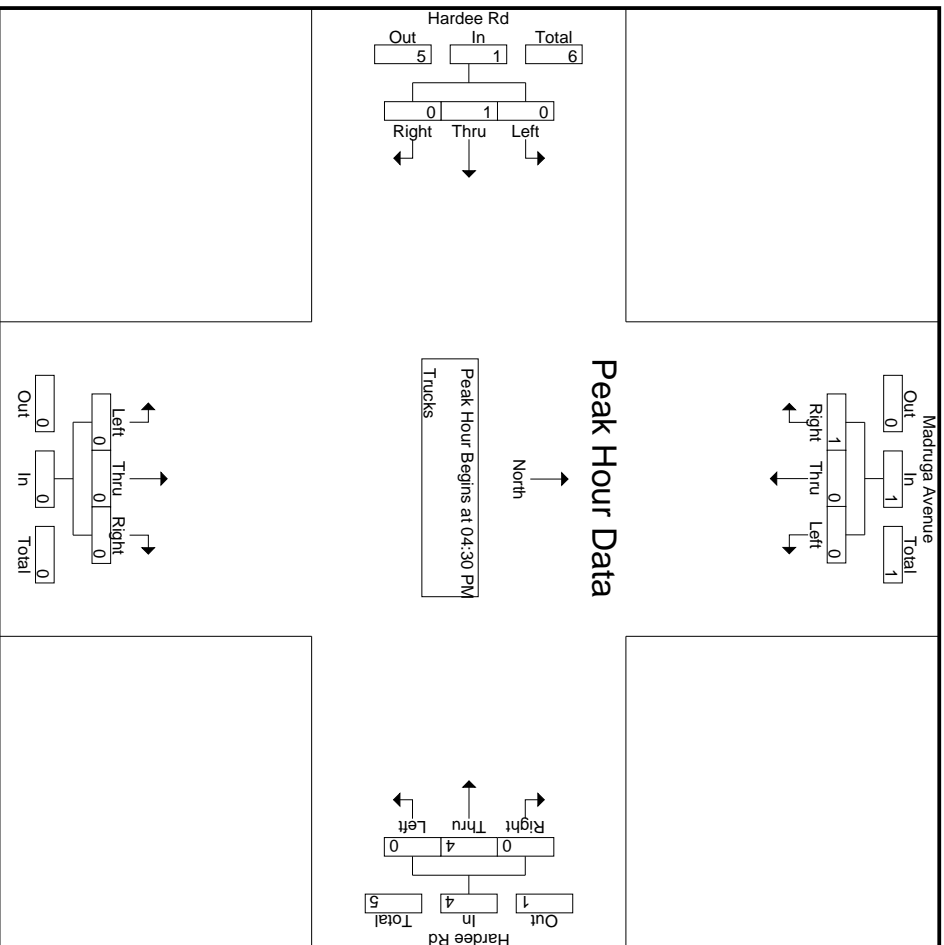 Hardee Rd
Out In Total
5 1 6
0 1 0
Right Thru Left
Peak Hour Data
North
Peak Hour Begins at 04:30 PM
Trucks
Madruga Avenue
Out In Total
0 1 1
1 0 0
Right Thru Left
Left Thru Right
0 0 0
0 0 0
Out In Total
Left Thru Right
0 4 0
5 4 1
Total In Out
Hardee Rd